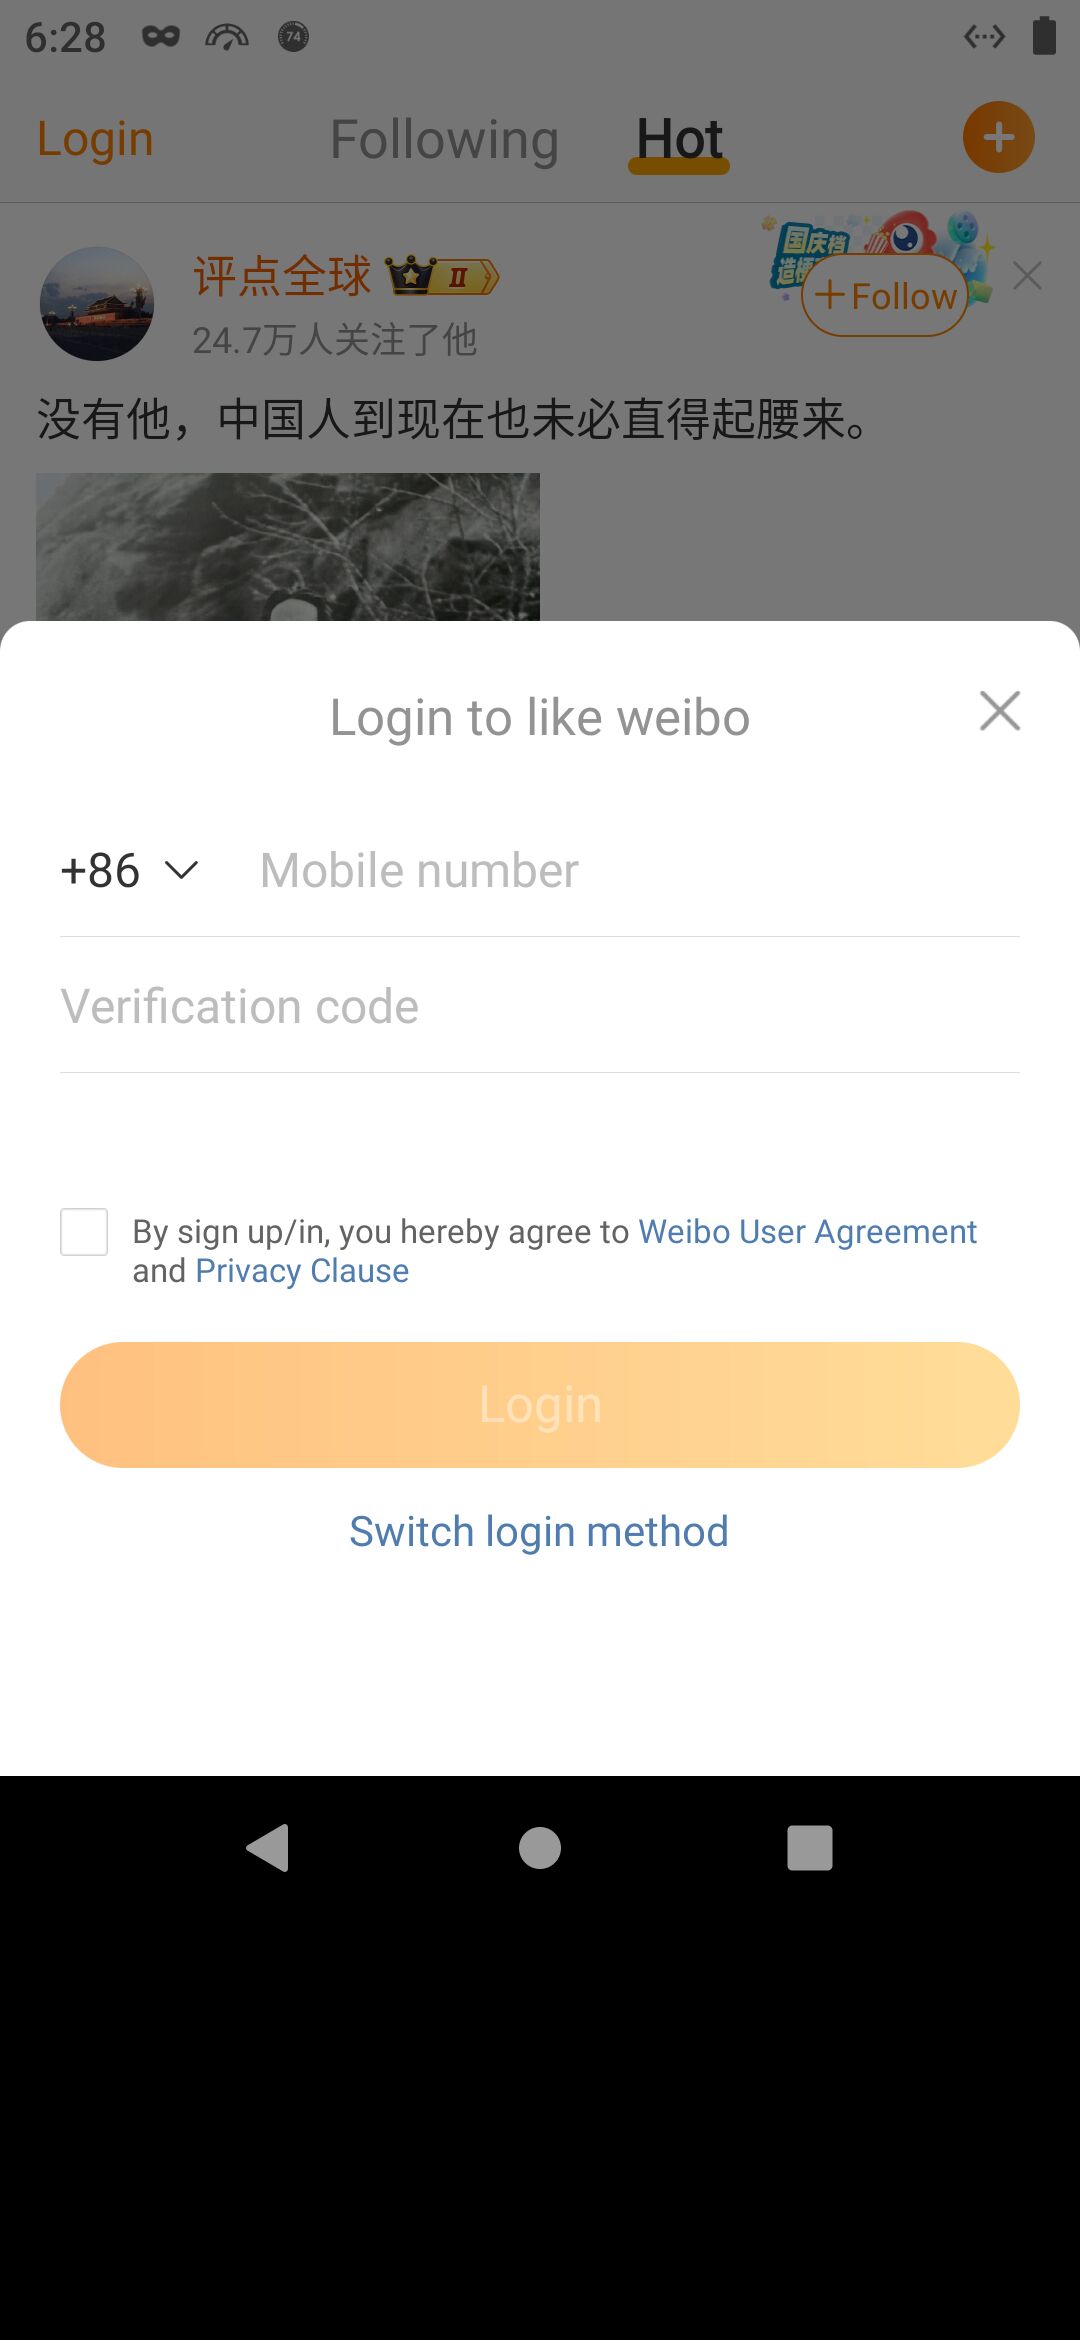 6:28
74
Login
Following
Hot
国庆档
评点全球
II
+Follow
24.7万人关注了他
没有他，中国人到现在也未必直得起腰来。
Login to like weibo
+86
Mobile number
Verification code
By sign up/in, you hereby agree to Weibo User Agreement
and Privacy Clause
Login
Switch login method